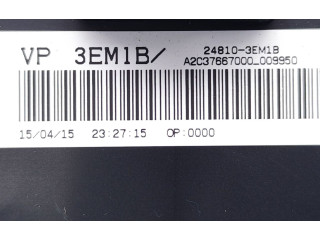 VP 3EM1B/
24810-3EM1B
A2C37667000_009950
15/04/15 23:27:15 OP:0000